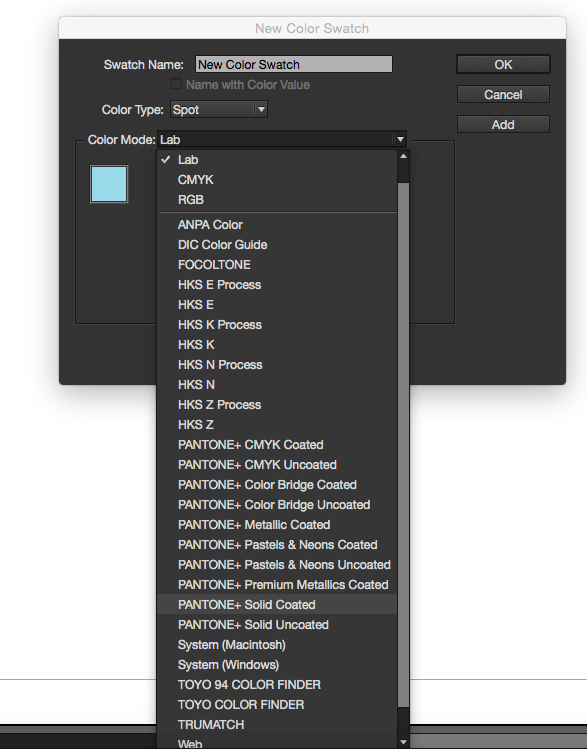 New Color Swatch
Swatch Name: New Color Swatch
OK
Name with Color Value
Cancel
Color Type: Spot
Add
Color Mode: Lab
Lab
CMYK
RGB
ANPA Color
DIC Color Guide
FOCOLTONE
HKS E Process
HKS E
HKS K Process
HKS K
HKS N Process
HKS N
HKS Z Process
HKS Z
PANTONE+ CMYK Coated
PANTONE+ CMYK Uncoated
PANTONE+ Color Bridge Coated
PANTONE+ Color Bridge Uncoated
PANTONE+ Metallic Coated
PANTONE+ Pastels & Neons Coated
PANTONE+ Pastels & Neons Uncoated
PANTONE+ Premium Metallics Coated
PANTONE+ Solid Coated
PANTONE+ Solid Uncoated
System (Macintosh)
System (Windows)
TOYO 94 COLOR FINDER
TOYO COLOR FINDER
TRUMATCH
Web